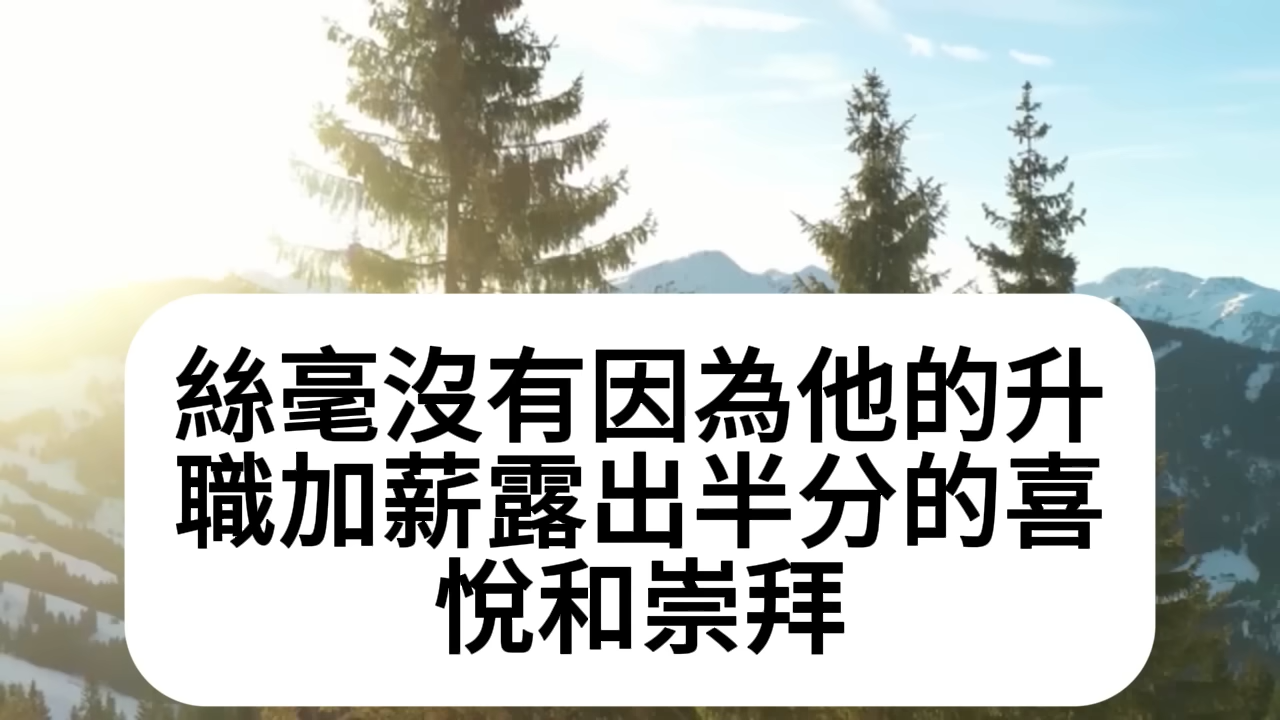 絲毫沒有因為他的升
職加薪露出半分的喜
悅和崇拜